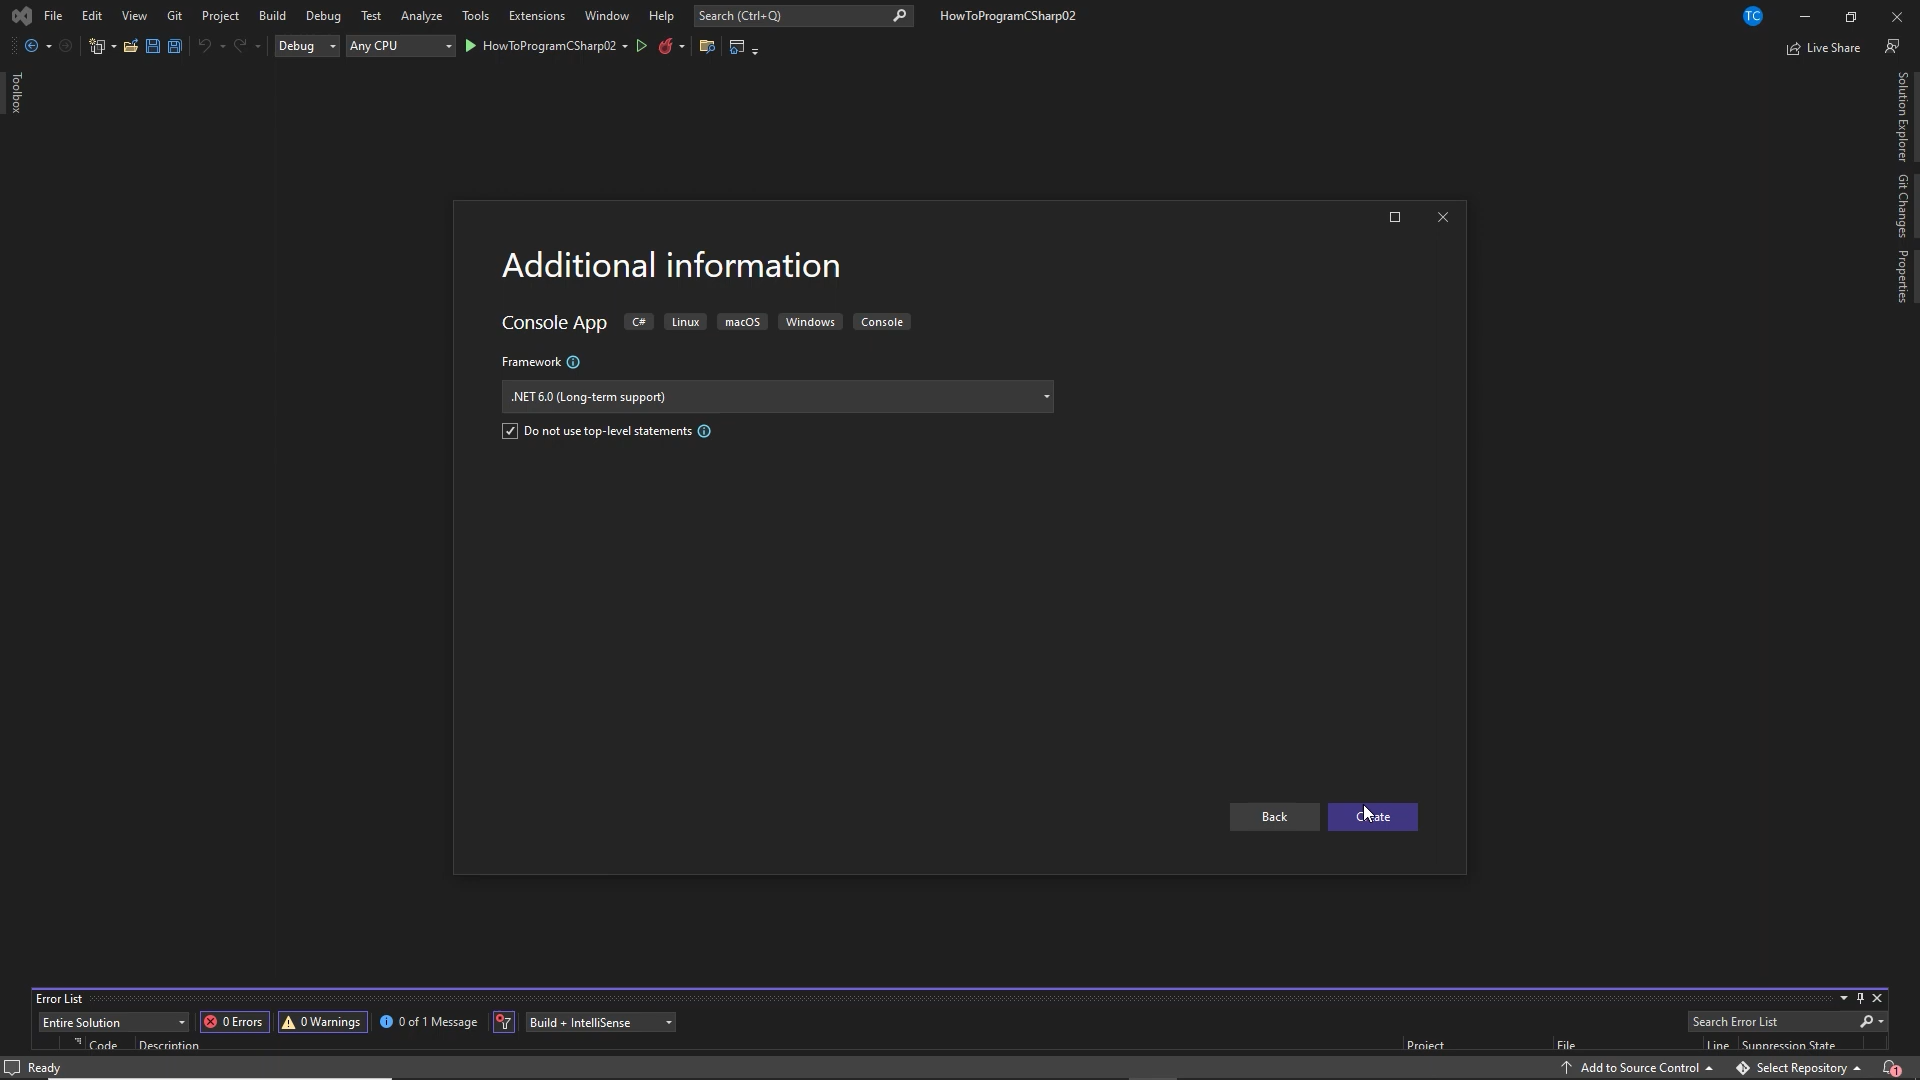 File Edit View Git Project Build Debug Test Analyze Tools Extensions Window Help Search (Ctrl+Q) HowToProgramCSharp02 TC
Debug Any CPU HowToProgramCSharp02 Live Share
Toolbox
Solution Explorer
Git Changes
Properties
Additional information
Console App C# Linux macOS Windows Console
Framework
.NET 6.0 (Long-term support)
Do not use top-level statements
Back Create
Error List
Entire Solution 0 Errors 0 Warnings 0 of 1 Message Build + IntelliSense Search Error List
Code Description Project File Line Suppression State
Ready Add to Source Control Select Repository 1